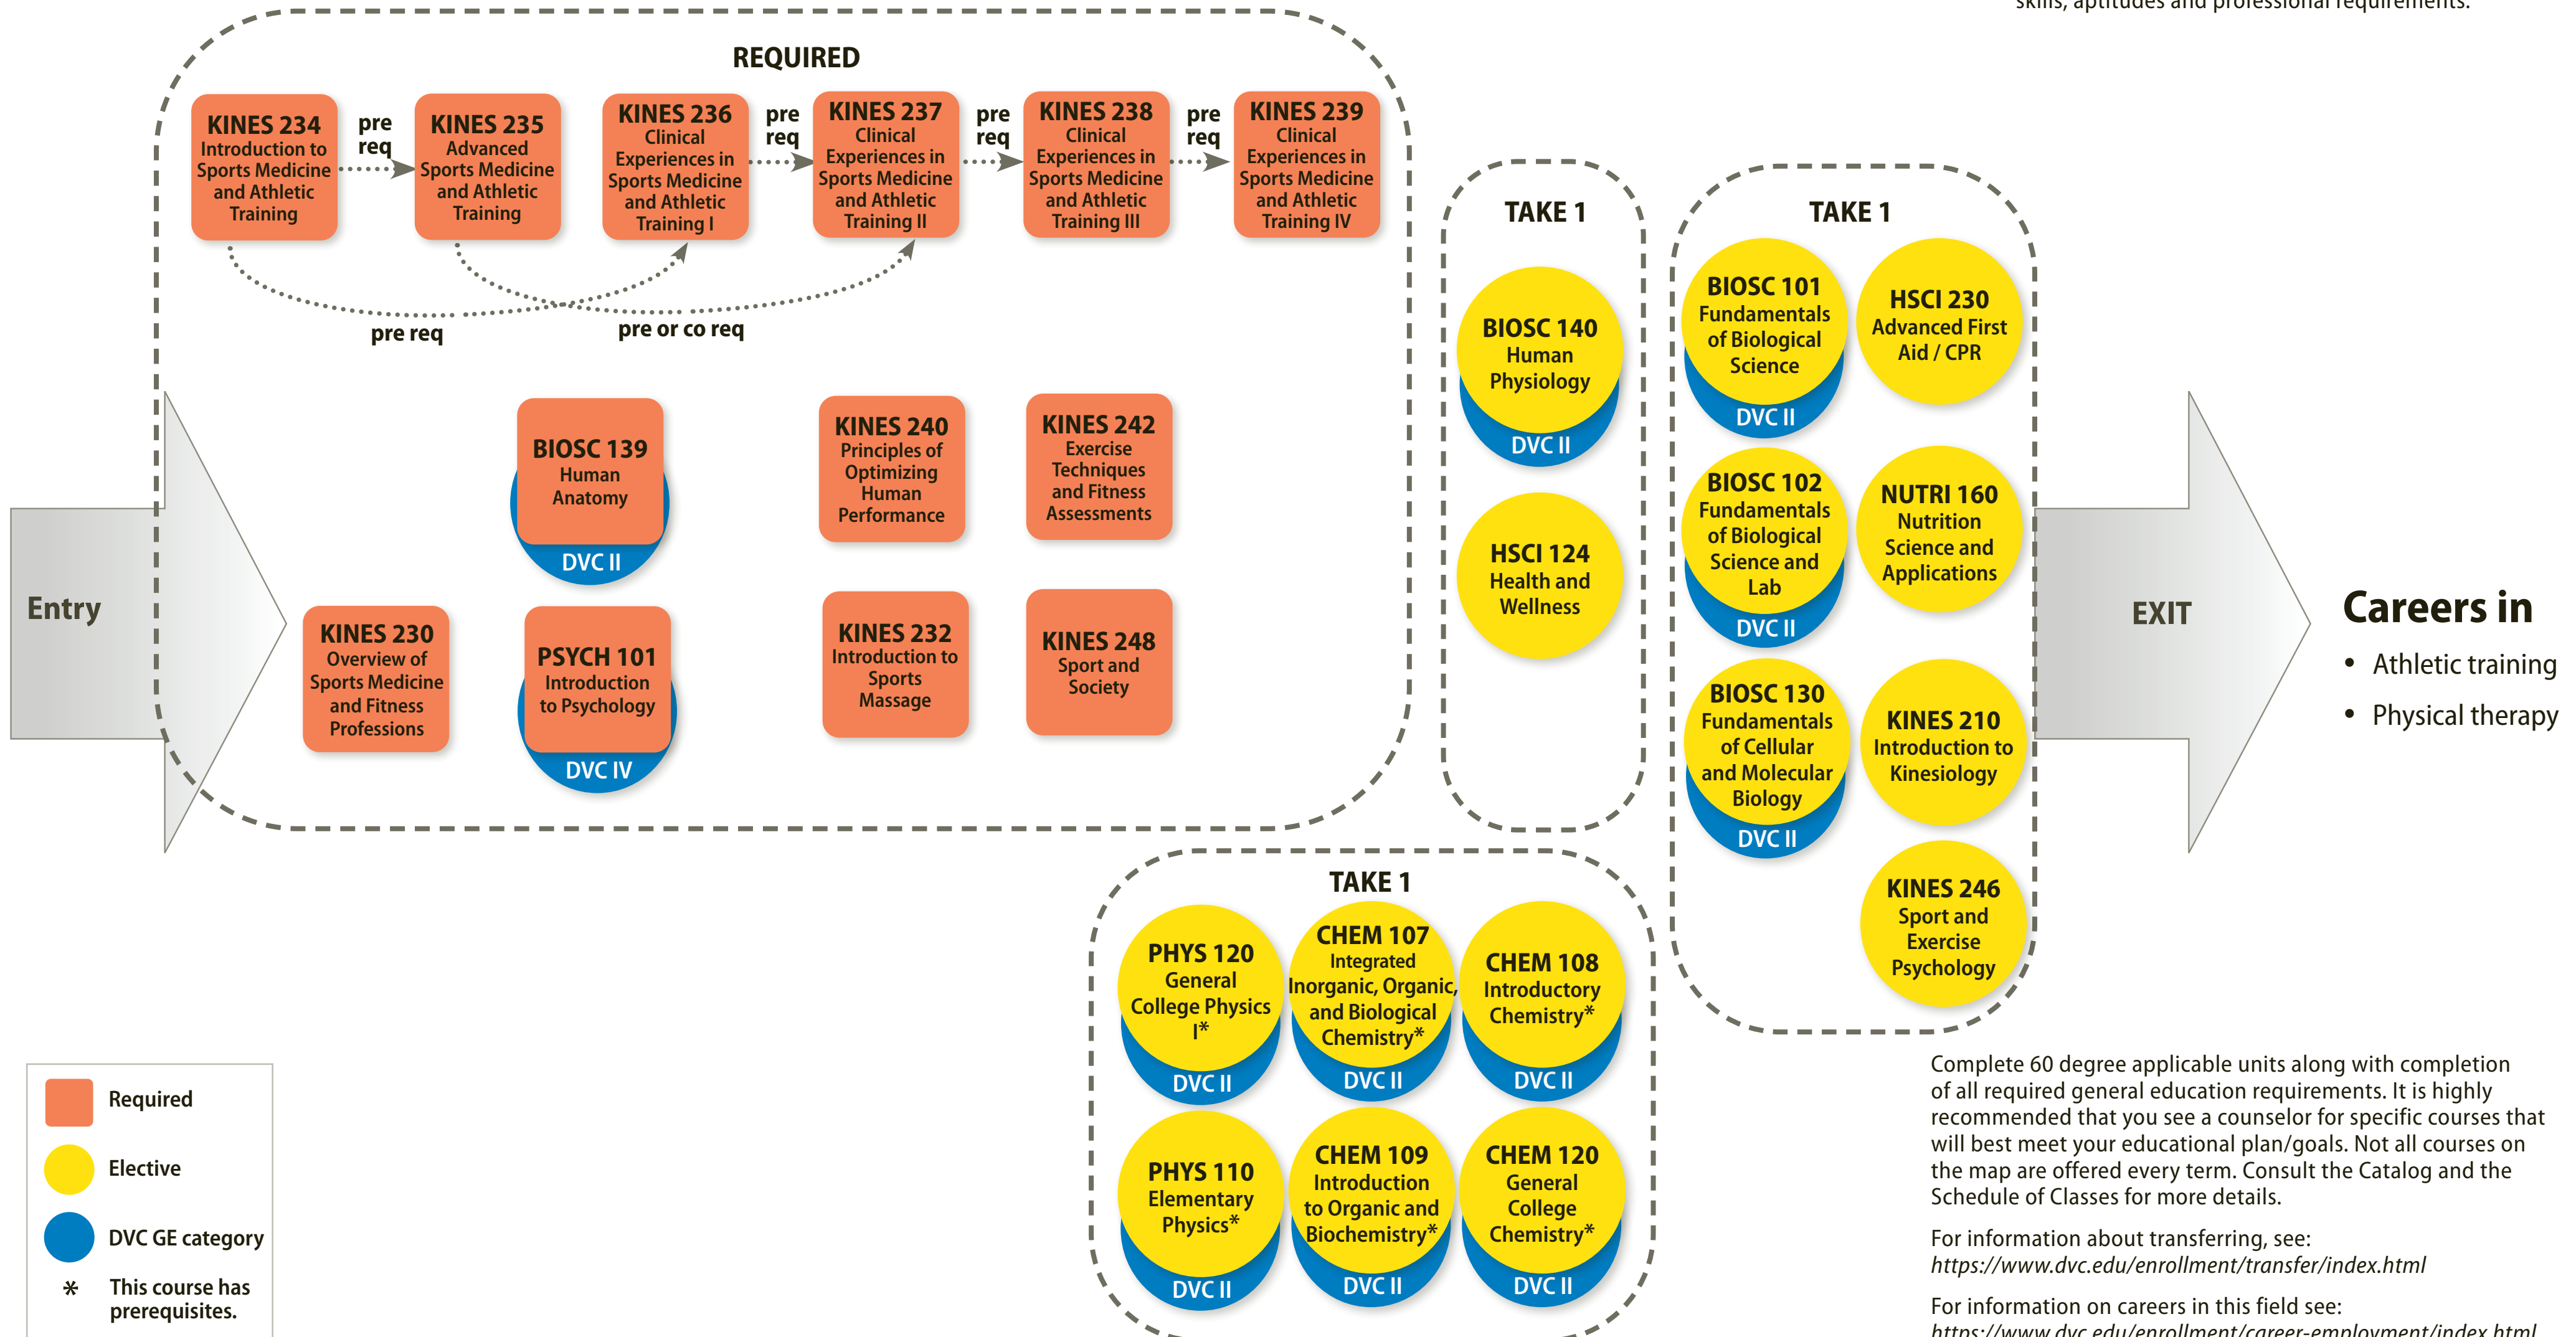 skills, aptitudes and professional requirements.
REQUIRED
KINES 234
Introduction to
Sports Medicine
and Athletic
Training
pre
req
KINES 235
Advanced
Sports Medicine
and Athletic
Training
KINES 236
Clinical
Experiences in
Sports Medicine
and Athletic
Training I
pre
req
KINES 237
Clinical
Experiences in
Sports Medicine
and Athletic
Training II
pre
req
KINES 238
Clinical
Experiences in
Sports Medicine
and Athletic
Training III
pre
req
KINES 239
Clinical
Experiences in
Sports Medicine
and Athletic
Training IV
pre req
pre or co req
Entry
KINES 230
Overview of
Sports Medicine
and Fitness
Professions
BIOSC 139
Human
Anatomy
DVC II
PSYCH 101
Introduction
to Psychology
DVC IV
KINES 240
Principles of
Optimizing
Human
Performance
KINES 242
Exercise
Techniques
and Fitness
Assessments
KINES 232
Introduction to
Sports
Massage
KINES 248
Sport and
Society
TAKE 1
BIOSC 140
Human
Physiology
DVC II
HSCI 124
Health and
Wellness
TAKE 1
BIOSC 101
Fundamentals
of Biological
Science
DVC II
HSCI 230
Advanced First
Aid / CPR
BIOSC 102
Fundamentals
of Biological
Science and
Lab
DVC II
NUTRI 160
Nutrition
Science and
Applications
BIOSC 130
Fundamentals
of Cellular
and Molecular
Biology
DVC II
KINES 210
Introduction to
Kinesiology
KINES 246
Sport and
Exercise
Psychology
EXIT
Careers in
• Athletic training
• Physical therapy
TAKE 1
PHYS 120
General
College Physics
I*
DVC II
CHEM 107
Integrated
Inorganic, Organic,
and Biological
Chemistry*
DVC II
CHEM 108
Introductory
Chemistry*
DVC II
PHYS 110
Elementary
Physics*
DVC II
CHEM 109
Introduction
to Organic and
Biochemistry*
DVC II
CHEM 120
General
College
Chemistry*
DVC II
Required
Elective
DVC GE category
* This course has
prerequisites.
Complete 60 degree applicable units along with completion
of all required general education requirements. It is highly
recommended that you see a counselor for specific courses that
will best meet your educational plan/goals. Not all courses on
the map are offered every term. Consult the Catalog and the
Schedule of Classes for more details.
For information about transferring, see:
https://www.dvc.edu/enrollment/transfer/index.html
For information on careers in this field see:
https://www.dvc.edu/enrollment/career-employment/index.html